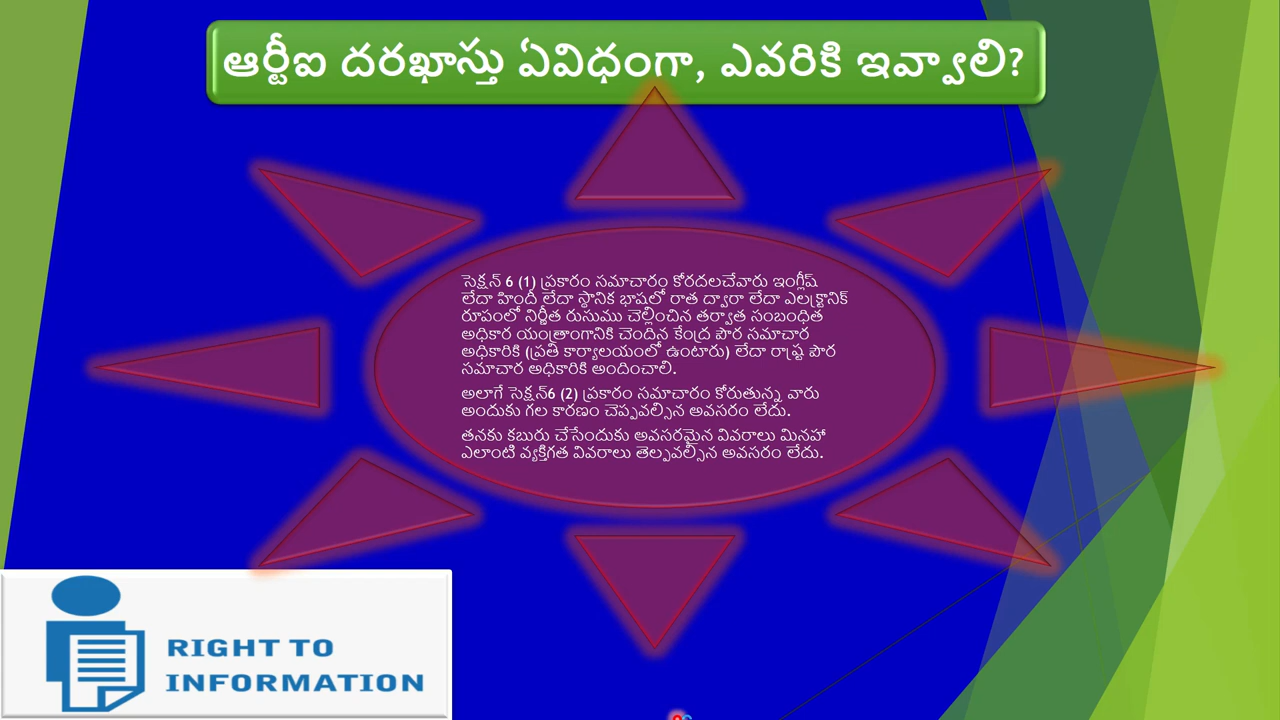 ఆర్టీఐ దరఖాస్తు ఏవిధంగా, ఎవరికి ఇవ్వాలి?
సెక్షన్ 6 (1) ప్రకారం సమాచారం కోరదలచేవారు ఇంగ్లీష్
లేదా హిందీ లేదా స్థానిక భాషలో రాత ద్వారా లేదా ఎలక్ట్రానిక్
రూపంలో నిర్ణీత రుసుము చెల్లించిన తర్వాత సంబంధిత
అధికార యంత్రాంగానికి చెందిన కేంద్ర పౌర సమాచార
అధికారికి (ప్రతి కార్యాలయంలో ఉంటారు) లేదా రాష్ట్ర పౌర
సమాచార అధికారికి అందించాలి.
అలాగే సెక్షన్6 (2) ప్రకారం సమాచారం కోరుతున్న వారు
అందుకు గల కారణం చెప్పవల్సిన అవసరం లేదు.
తనకు కబురు చేసేందుకు అవసరమైన వివరాలు మినహా
ఎలాంటి వ్యక్తిగత వివరాలు తెల్పవల్సిన అవసరం లేదు.
RIGHT TO
INFORMATION